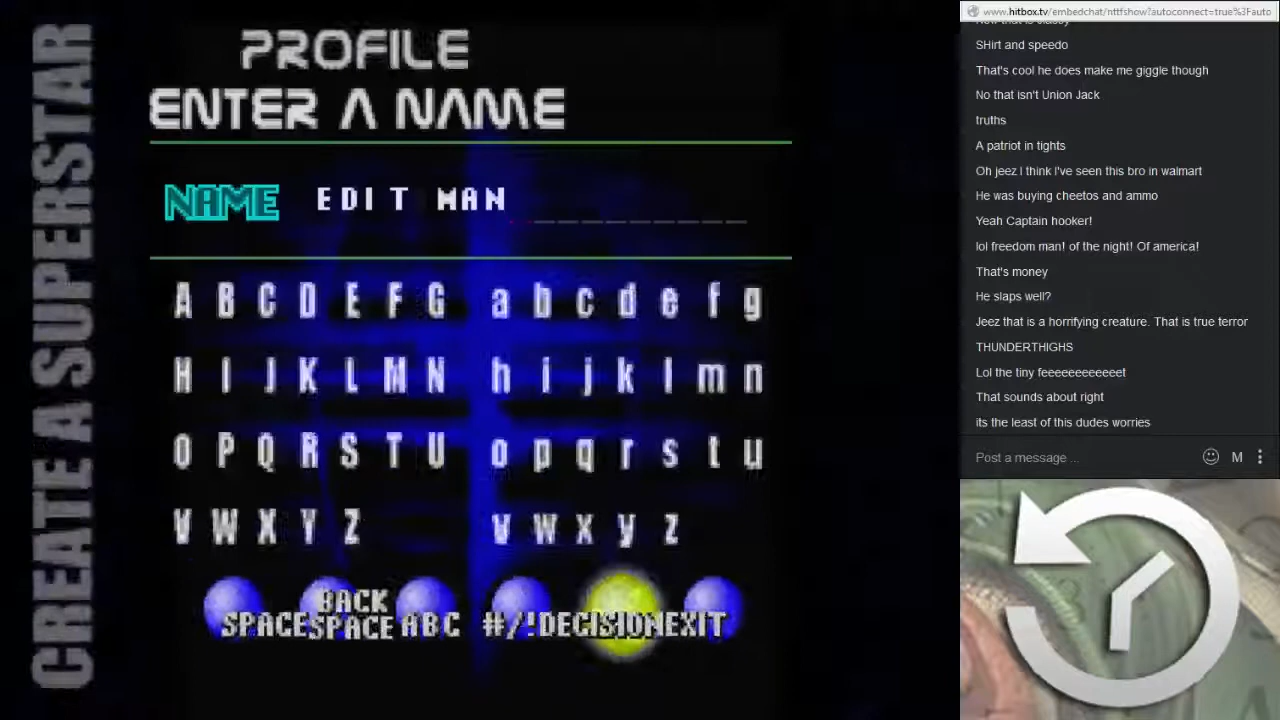 CREATE A SUPERSTAR
PROFILE
ENTER A NAME
NAME EDIT MAN
A B C D E F G a b c d e f g
H I J K L M N h i j k l m n
O P Q R S T U o p q r s t u
V W X Y Z v w x y z
SPACE BACK SPACE ABC #/! DECISION EXIT
www.hitbox.tv/embedchat/nttfshow?autoconnect=true%3Fauto
Now that is classy
SHirt and speedo
That's cool he does make me giggle though
No that isn't Union Jack
truths
A patriot in tights
Oh jeez I think I've seen this bro in walmart
He was buying cheetos and ammo
Yeah Captain hooker!
lol freedom man! of the night! Of america!
That's money
He slaps well?
Jeez that is a horrifying creature. That is true terror
THUNDERTHIGHS
Lol the tiny feeeeeeeeeeeet
That sounds about right
its the least of this dudes worries
Post a message ... M